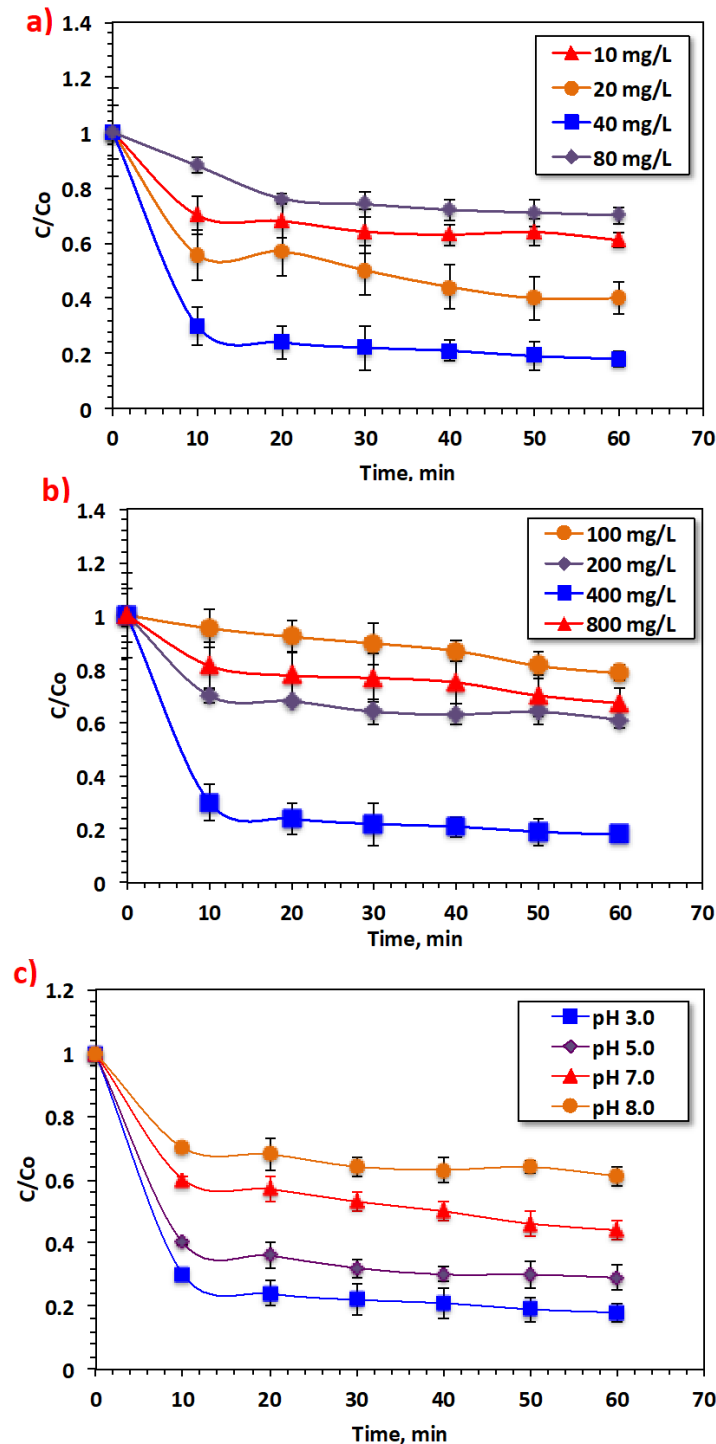 a)
1.4
1.2
1
0.8
0.6
0.4
0.2
0
C/Co
10 mg/L
20 mg/L
40 mg/L
80 mg/L
0 10 20 30 40 50 60 70
Time, min
b)
1.4
1.2
1
0.8
0.6
0.4
0.2
0
C/Co
100 mg/L
200 mg/L
400 mg/L
800 mg/L
0 10 20 30 40 50 60 70
Time, min
c)
1.2
1
0.8
0.6
0.4
0.2
0
C/Co
pH 3.0
pH 5.0
pH 7.0
pH 8.0
0 10 20 30 40 50 60 70
Time, min